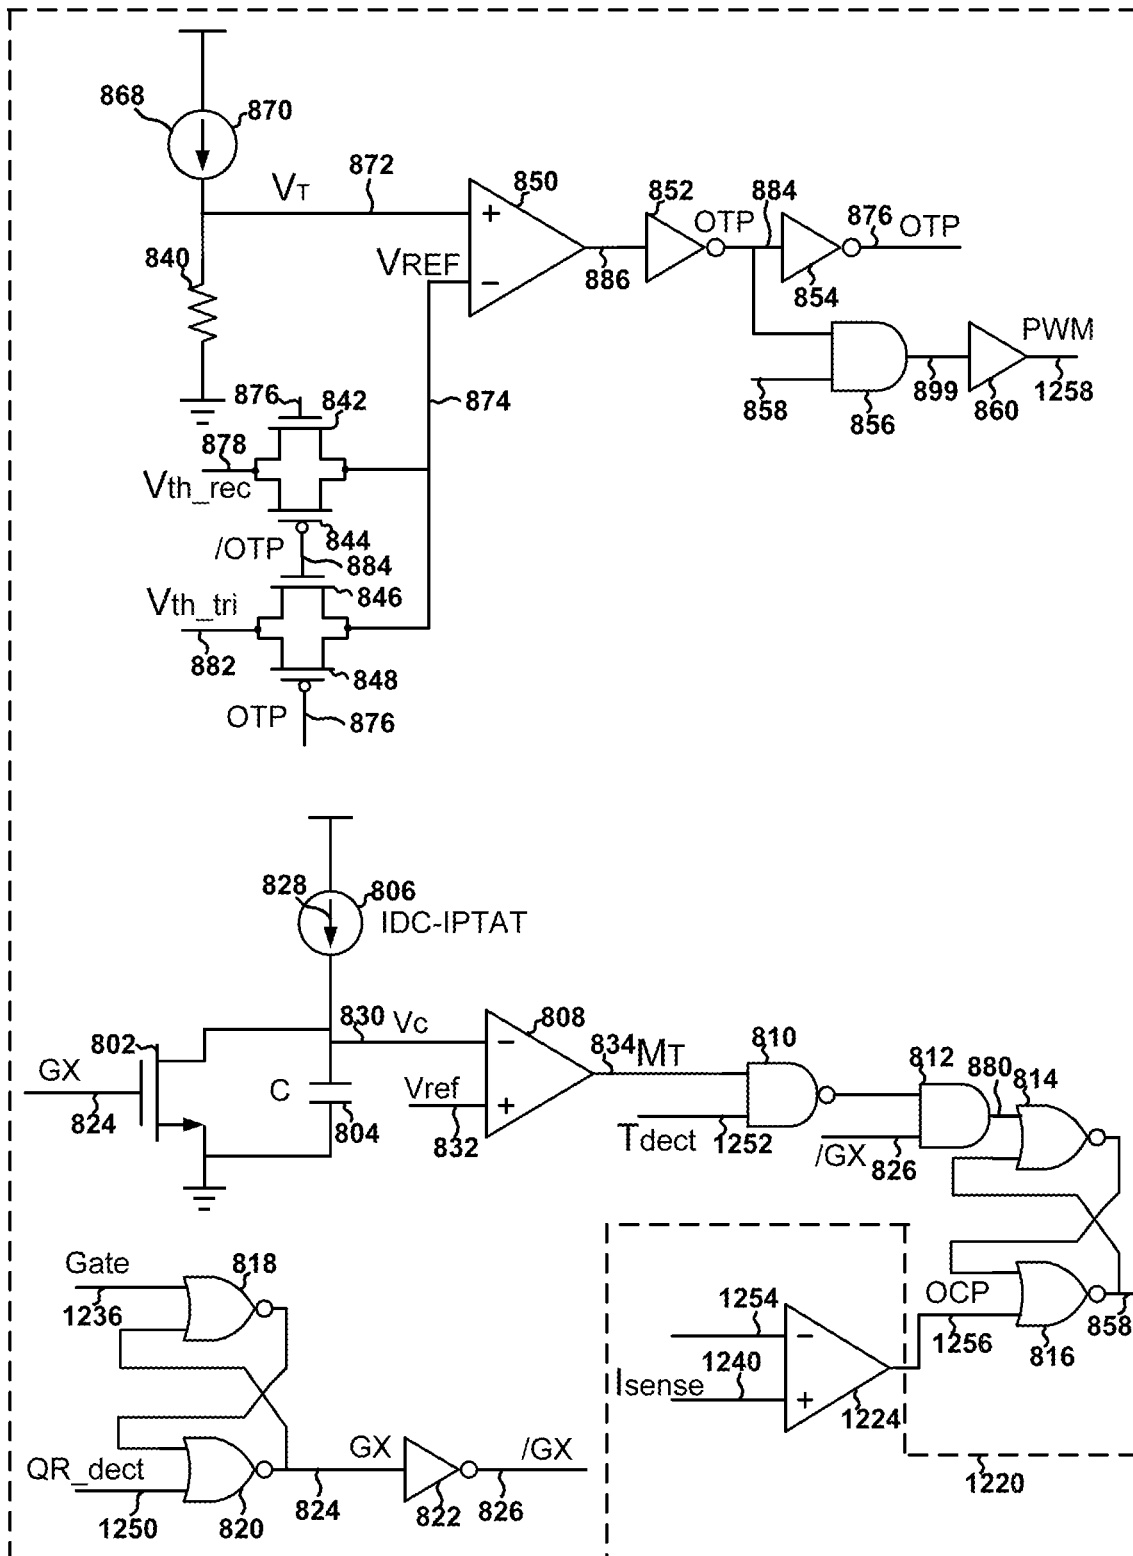 868
870
VT
872
850
852
OTP
884
876
OTP
840
VREF
886
854
PWM
876
842
874
858
856
899
860
1258
878
Vth_rec
844
/OTP
884
846
Vth_tri
882
848
OTP
876
828
806
IDC-IPTAT
802
830
Vc
808
834
MT
810
812
880
814
GX
824
C
804
Vref
832
Tdect
1252
/GX
826
Gate
1236
818
1254
OCP
1256
816
858
Isense
1240
1224
QR_dect
1250
820
GX
824
822
/GX
826
1220